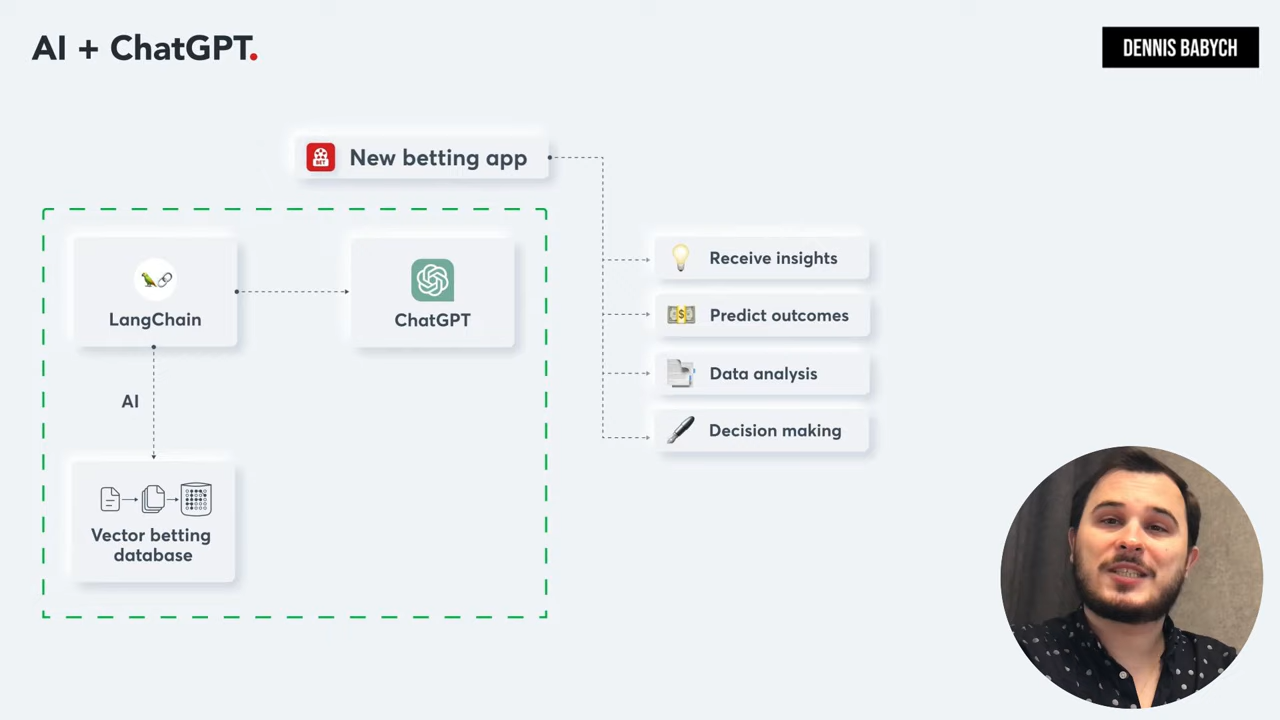 AI + ChatGPT.
DENNIS BABYCH
BET
New betting app
LangChain
ChatGPT
Receive insights
Predict outcomes
Data analysis
Decision making
AI
Vector betting
database